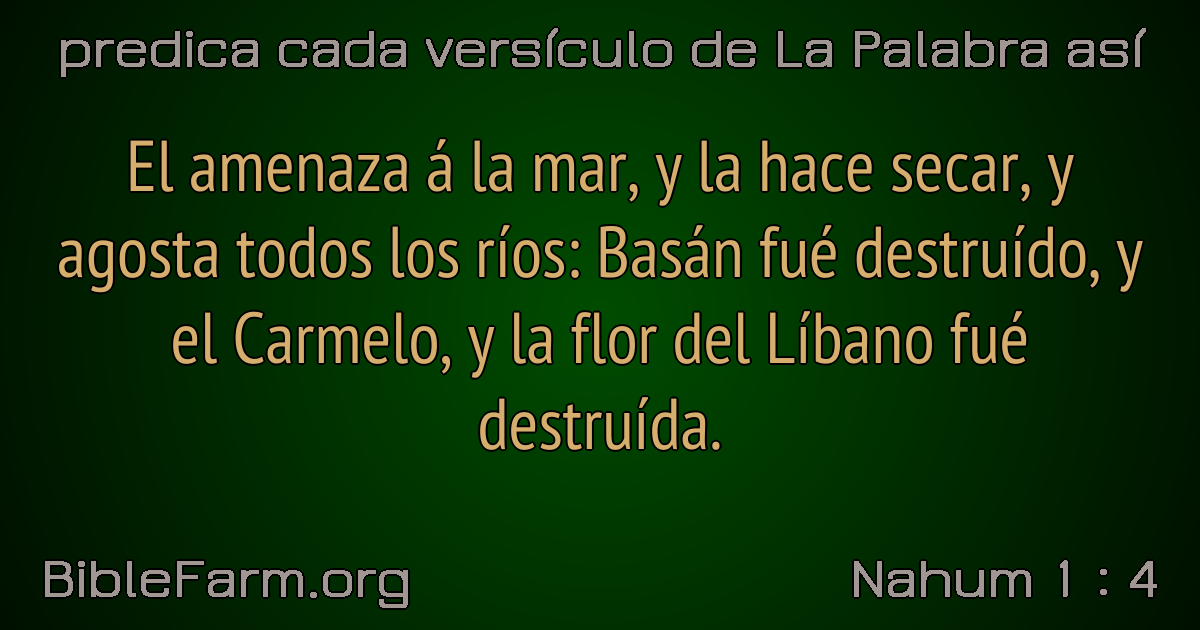 predica cada versículo de La Palabra así
El amenaza á la mar, y la hace secar, y
agosta todos los ríos: Basán fué destruído, y
el Carmelo, y la flor del Líbano fué
destruída.
BibleFarm.org
Nahum 1 : 4